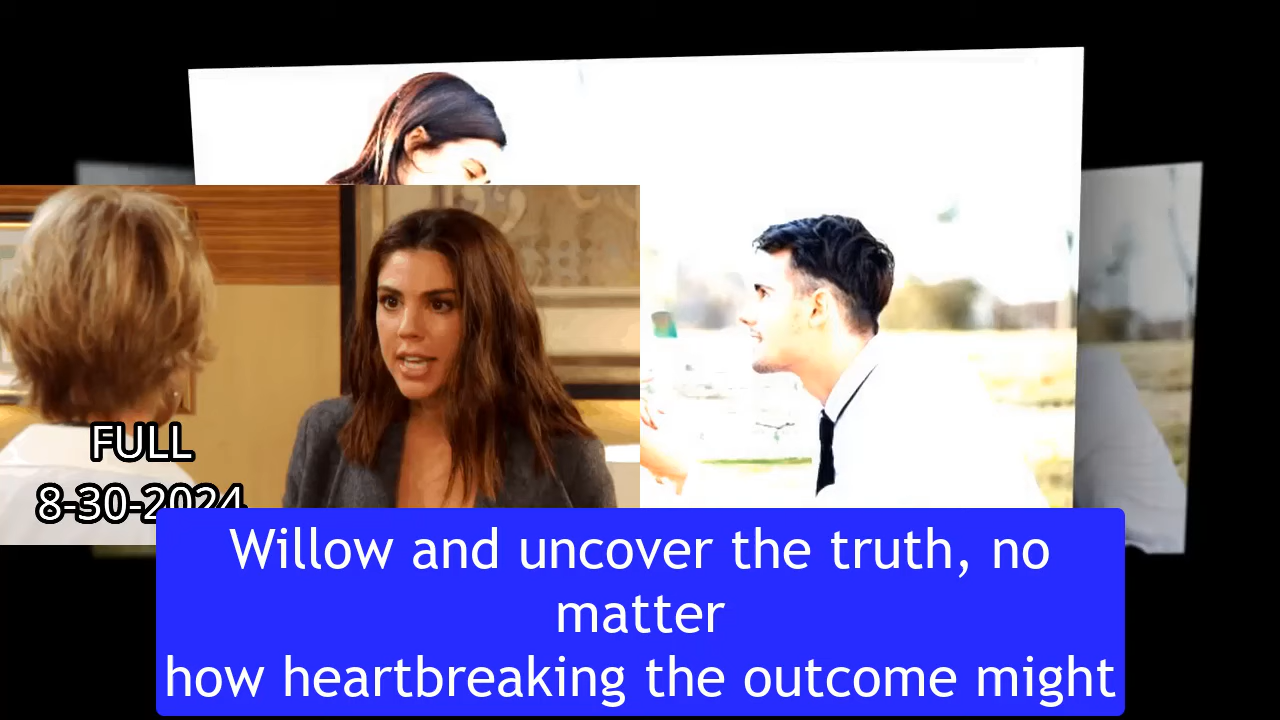 FULL
8-30-2024
Willow and uncover the truth, no
matter
how heartbreaking the outcome might